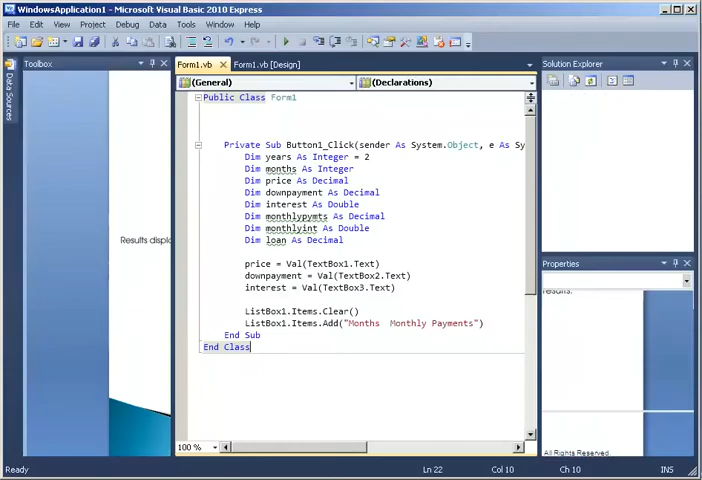 WindowsApplication1 - Microsoft Visual Basic 2010 Express
File Edit View Project Debug Data Tools Window Help
Toolbox
Form1.vb Form1.vb [Design]
Solution Explorer
Data Sources
(General) (Declarations)
Public Class Form1
Private Sub Button1_Click(sender As System.Object, e As Sy
Dim years As Integer = 2
Dim months As Integer
Dim price As Decimal
Dim downpayment As Decimal
Dim interest As Double
Dim monthlypymts As Decimal
Dim monthlyint As Double
Dim loan As Decimal
price = Val(TextBox1.Text)
downpayment = Val(TextBox2.Text)
interest = Val(TextBox3.Text)
ListBox1.Items.Clear()
ListBox1.Items.Add("Months  Monthly Payments")
End Sub
End Class
Results displa
Properties
results.
All Rights Reserved.
100 %
Ready Ln 22 Col 10 Ch 10 INS